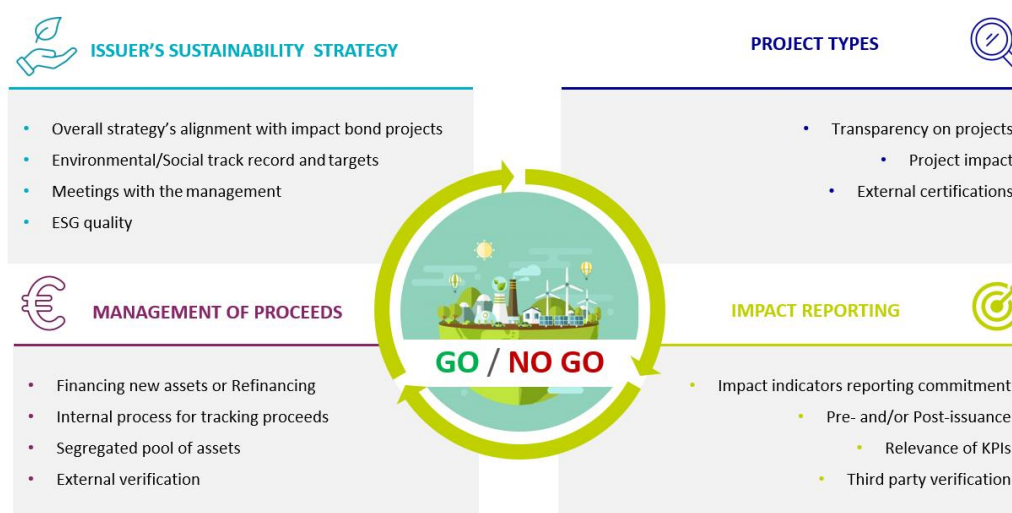 ISSUER'S SUSTAINABILITY STRATEGY
• Overall strategy's alignment with impact bond projects
• Environmental/Social track record and targets
• Meetings with the management
• ESG quality
PROJECT TYPES
• Transparency on projects
• Project impact
• External certifications
€ MANAGEMENT OF PROCEEDS
• Financing new assets or Refinancing
• Internal process for tracking proceeds
• Segregated pool of assets
• External verification
GO / NO GO
IMPACT REPORTING
• Impact indicators reporting commitment
• Pre- and/or Post-issuance
• Relevance of KPIs
• Third party verification